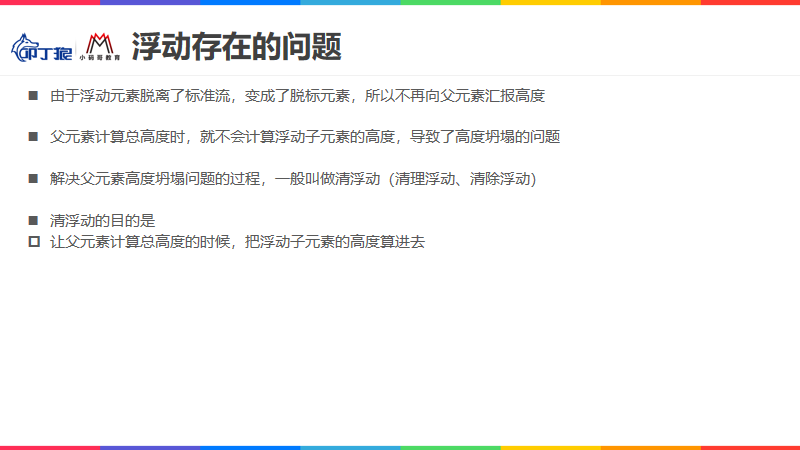 叩丁狼
小码哥教育
浮动存在的问题
由于浮动元素脱离了标准流，变成了脱标元素，所以不再向父元素汇报高度
父元素计算总高度时，就不会计算浮动子元素的高度，导致了高度坍塌的问题
解决父元素高度坍塌问题的过程，一般叫做清浮动（清理浮动、清除浮动）
清浮动的目的是
让父元素计算总高度的时候，把浮动子元素的高度算进去